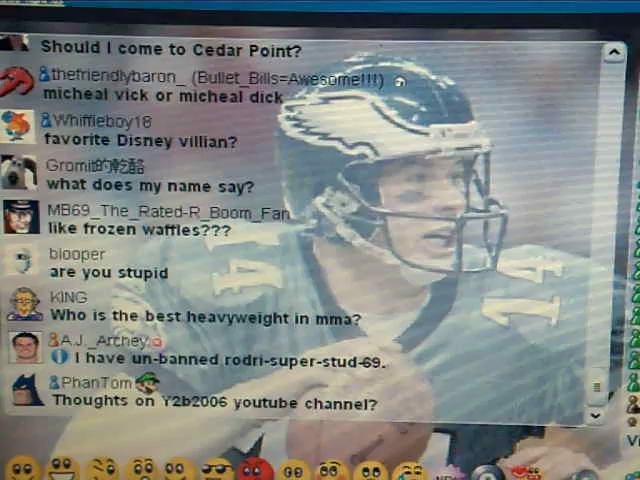 Should I come to Cedar Point?
thefriendlybaron_ (Bullet_Bills=Awesome!!!)
micheal vick or micheal dick
Whiffleboy18
favorite Disney villian?
Gromit的乾酪
what does my name say?
MB69_The_Rated-R_Boom_Fan
like frozen waffles???
blooper
are you stupid
KING
Who is the best heavyweight in mma?
A.J._Archey
I have un-banned rodri-super-stud-69.
PhanTom
Thoughts on Y2b2006 youtube channel?
14
14
Vi